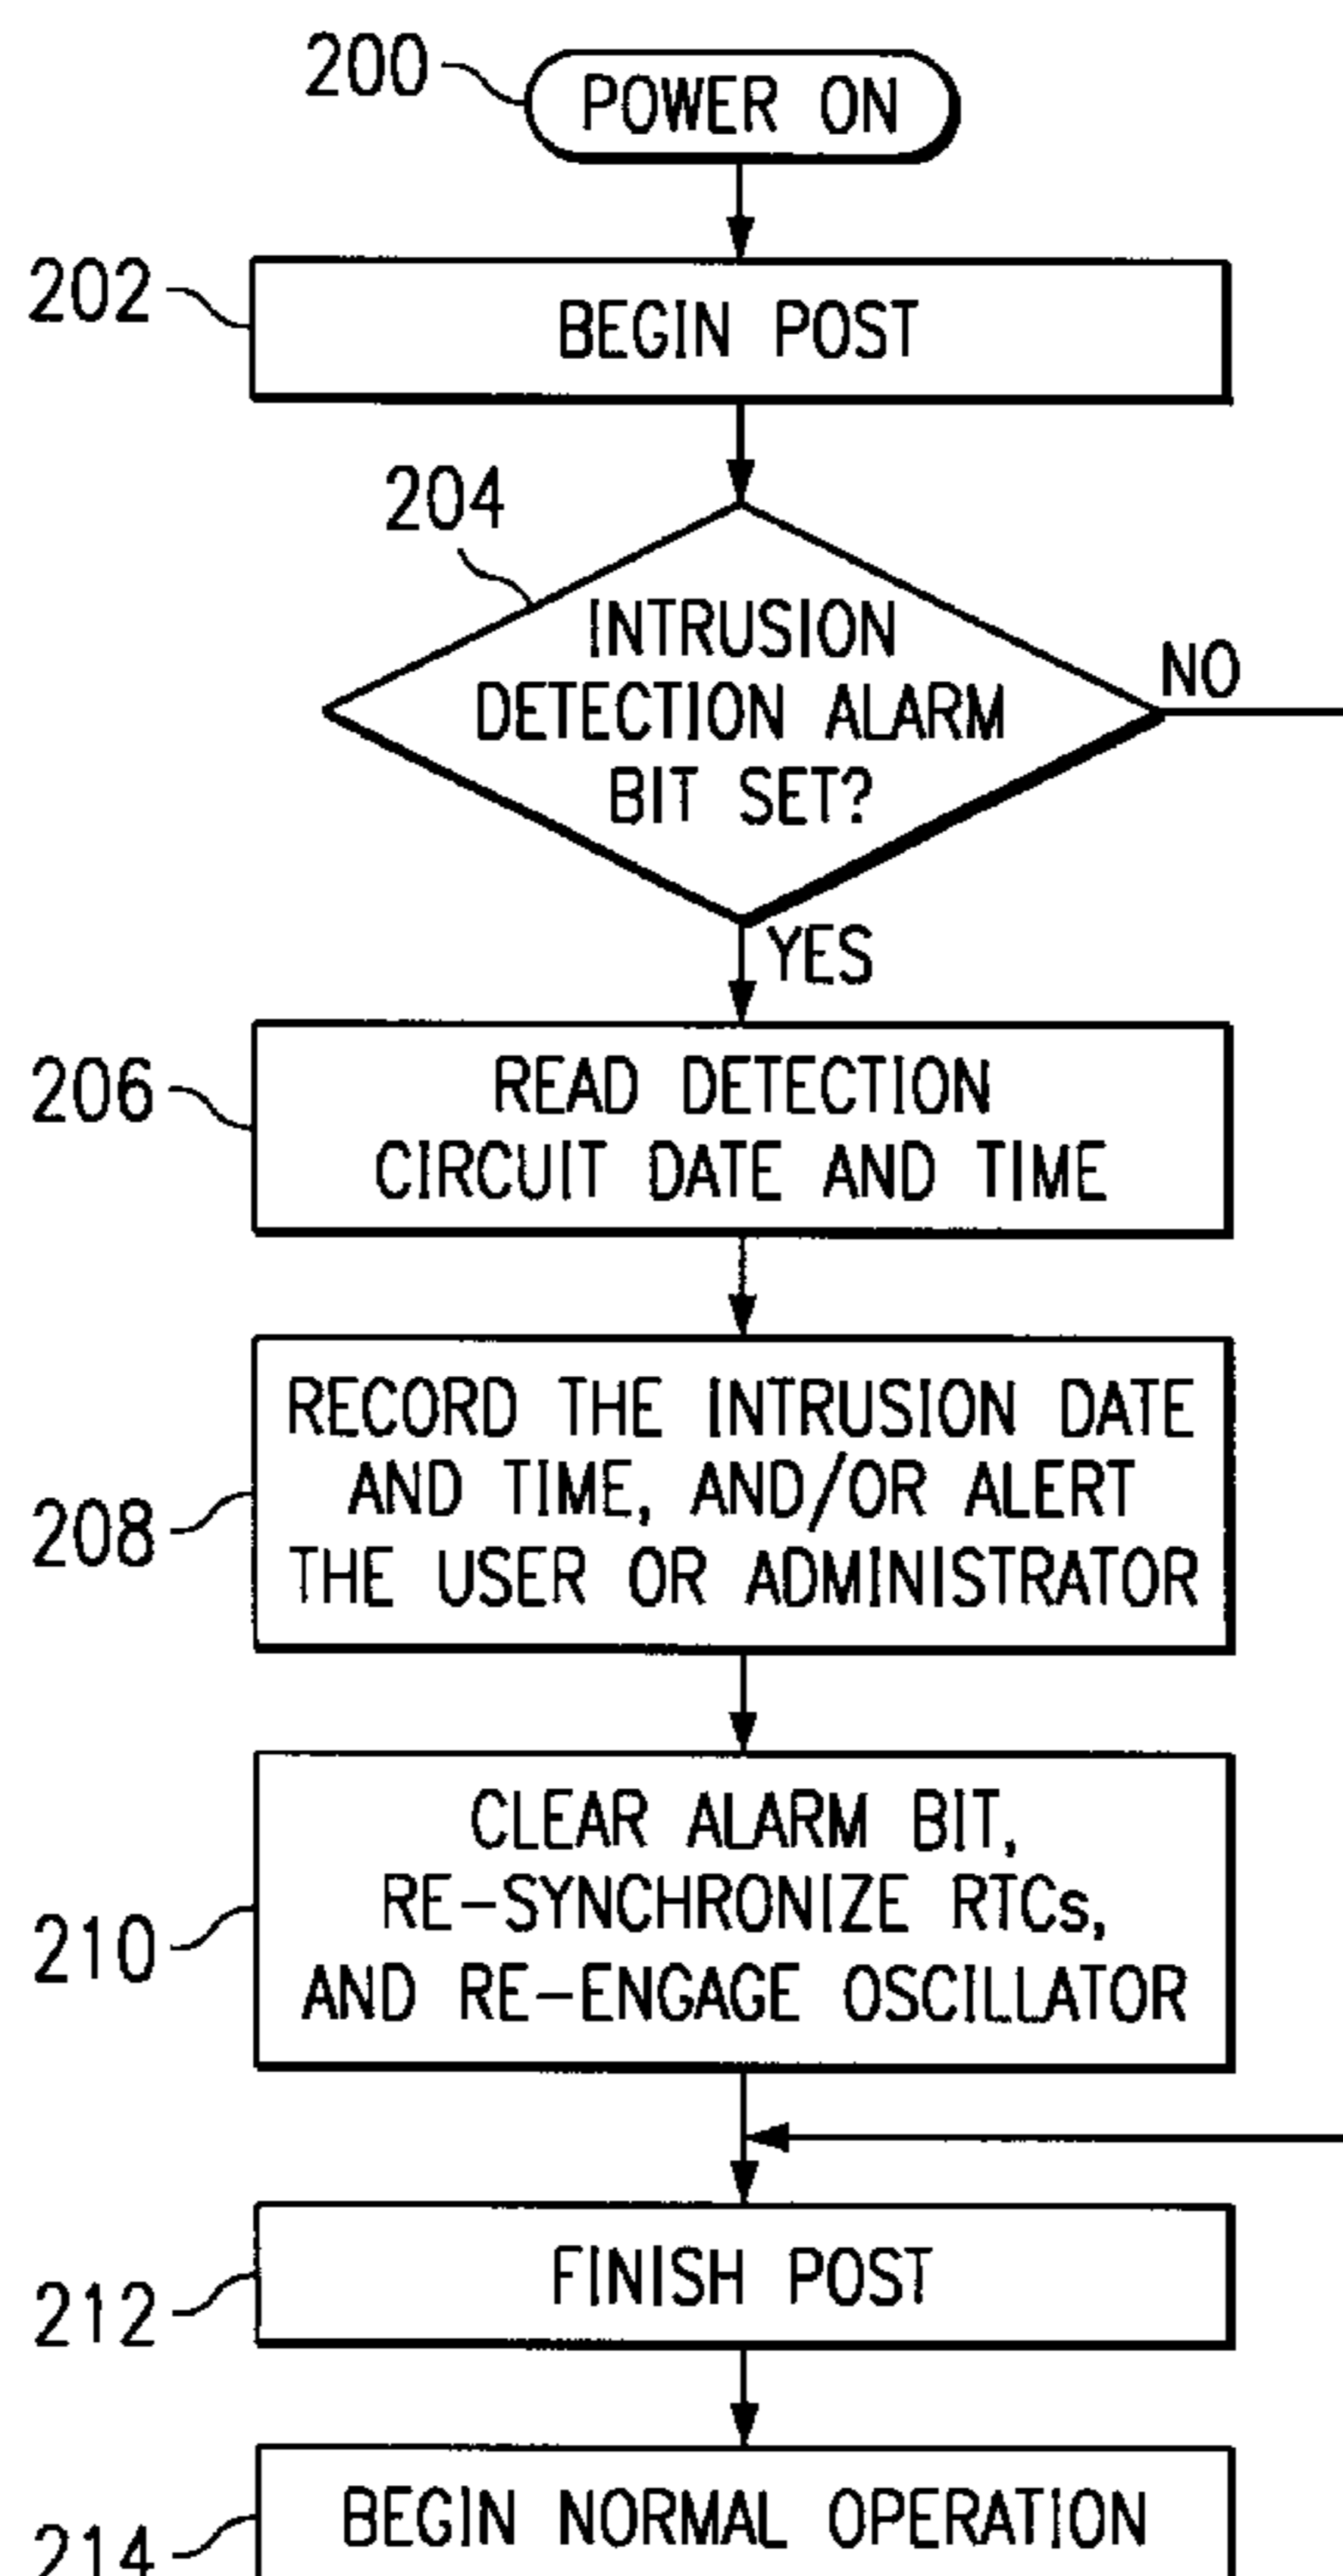 200
POWER ON
202
BEGIN POST
204
INTRUSION
DETECTION ALARM
BIT SET?
NO
YES
206
READ DETECTION
CIRCUIT DATE AND TIME
208
RECORD THE INTRUSION DATE
AND TIME, AND/OR ALERT
THE USER OR ADMINISTRATOR
210
CLEAR ALARM BIT,
RE-SYNCHRONIZE RTCs,
AND RE-ENGAGE OSCILLATOR
212
FINISH POST
214
BEGIN NORMAL OPERATION